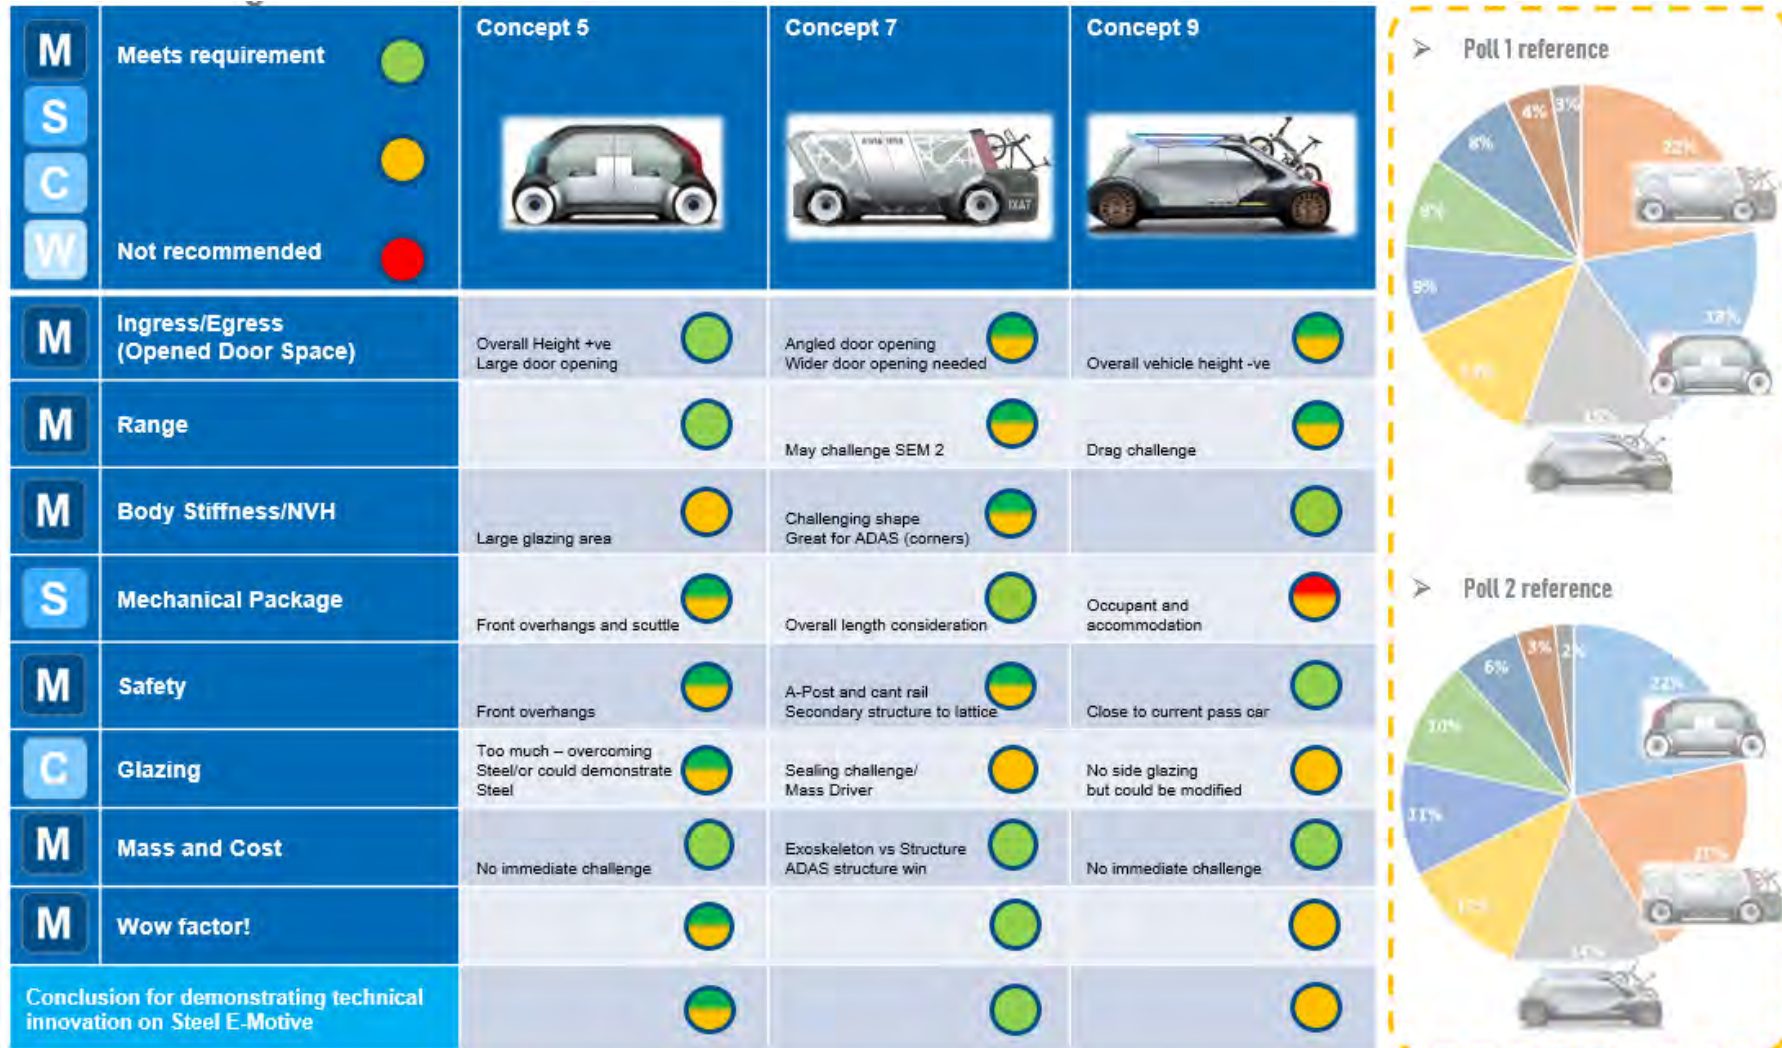 M
Meets requirement
S
C
W
Not recommended
Concept 5
Concept 7
Concept 9
IXAT
M
Ingress/Egress
(Opened Door Space)
Overall Height +ve
Large door opening
Angled door opening
Wider door opening needed
Overall vehicle height -ve
M
Range
May challenge SEM 2
Drag challenge
M
Body Stiffness/NVH
Large glazing area
Challenging shape
Great for ADAS (corners)
S
Mechanical Package
Front overhangs and scuttle
Overall length consideration
Occupant and
accommodation
M
Safety
Front overhangs
A-Post and cant rail
Secondary structure to lattice
Close to current pass car
C
Glazing
Too much – overcoming
Steel/or could demonstrate
Steel
Sealing challenge/
Mass Driver
No side glazing
but could be modified
M
Mass and Cost
No immediate challenge
Exoskeleton vs Structure
ADAS structure win
No immediate challenge
M
Wow factor!
Conclusion for demonstrating technical
innovation on Steel E-Motive
➢ Poll 1 reference
4%
3%
22%
8%
9%
18%
15%
➢ Poll 2 reference
3%
2%
6%
22%
10%
11%